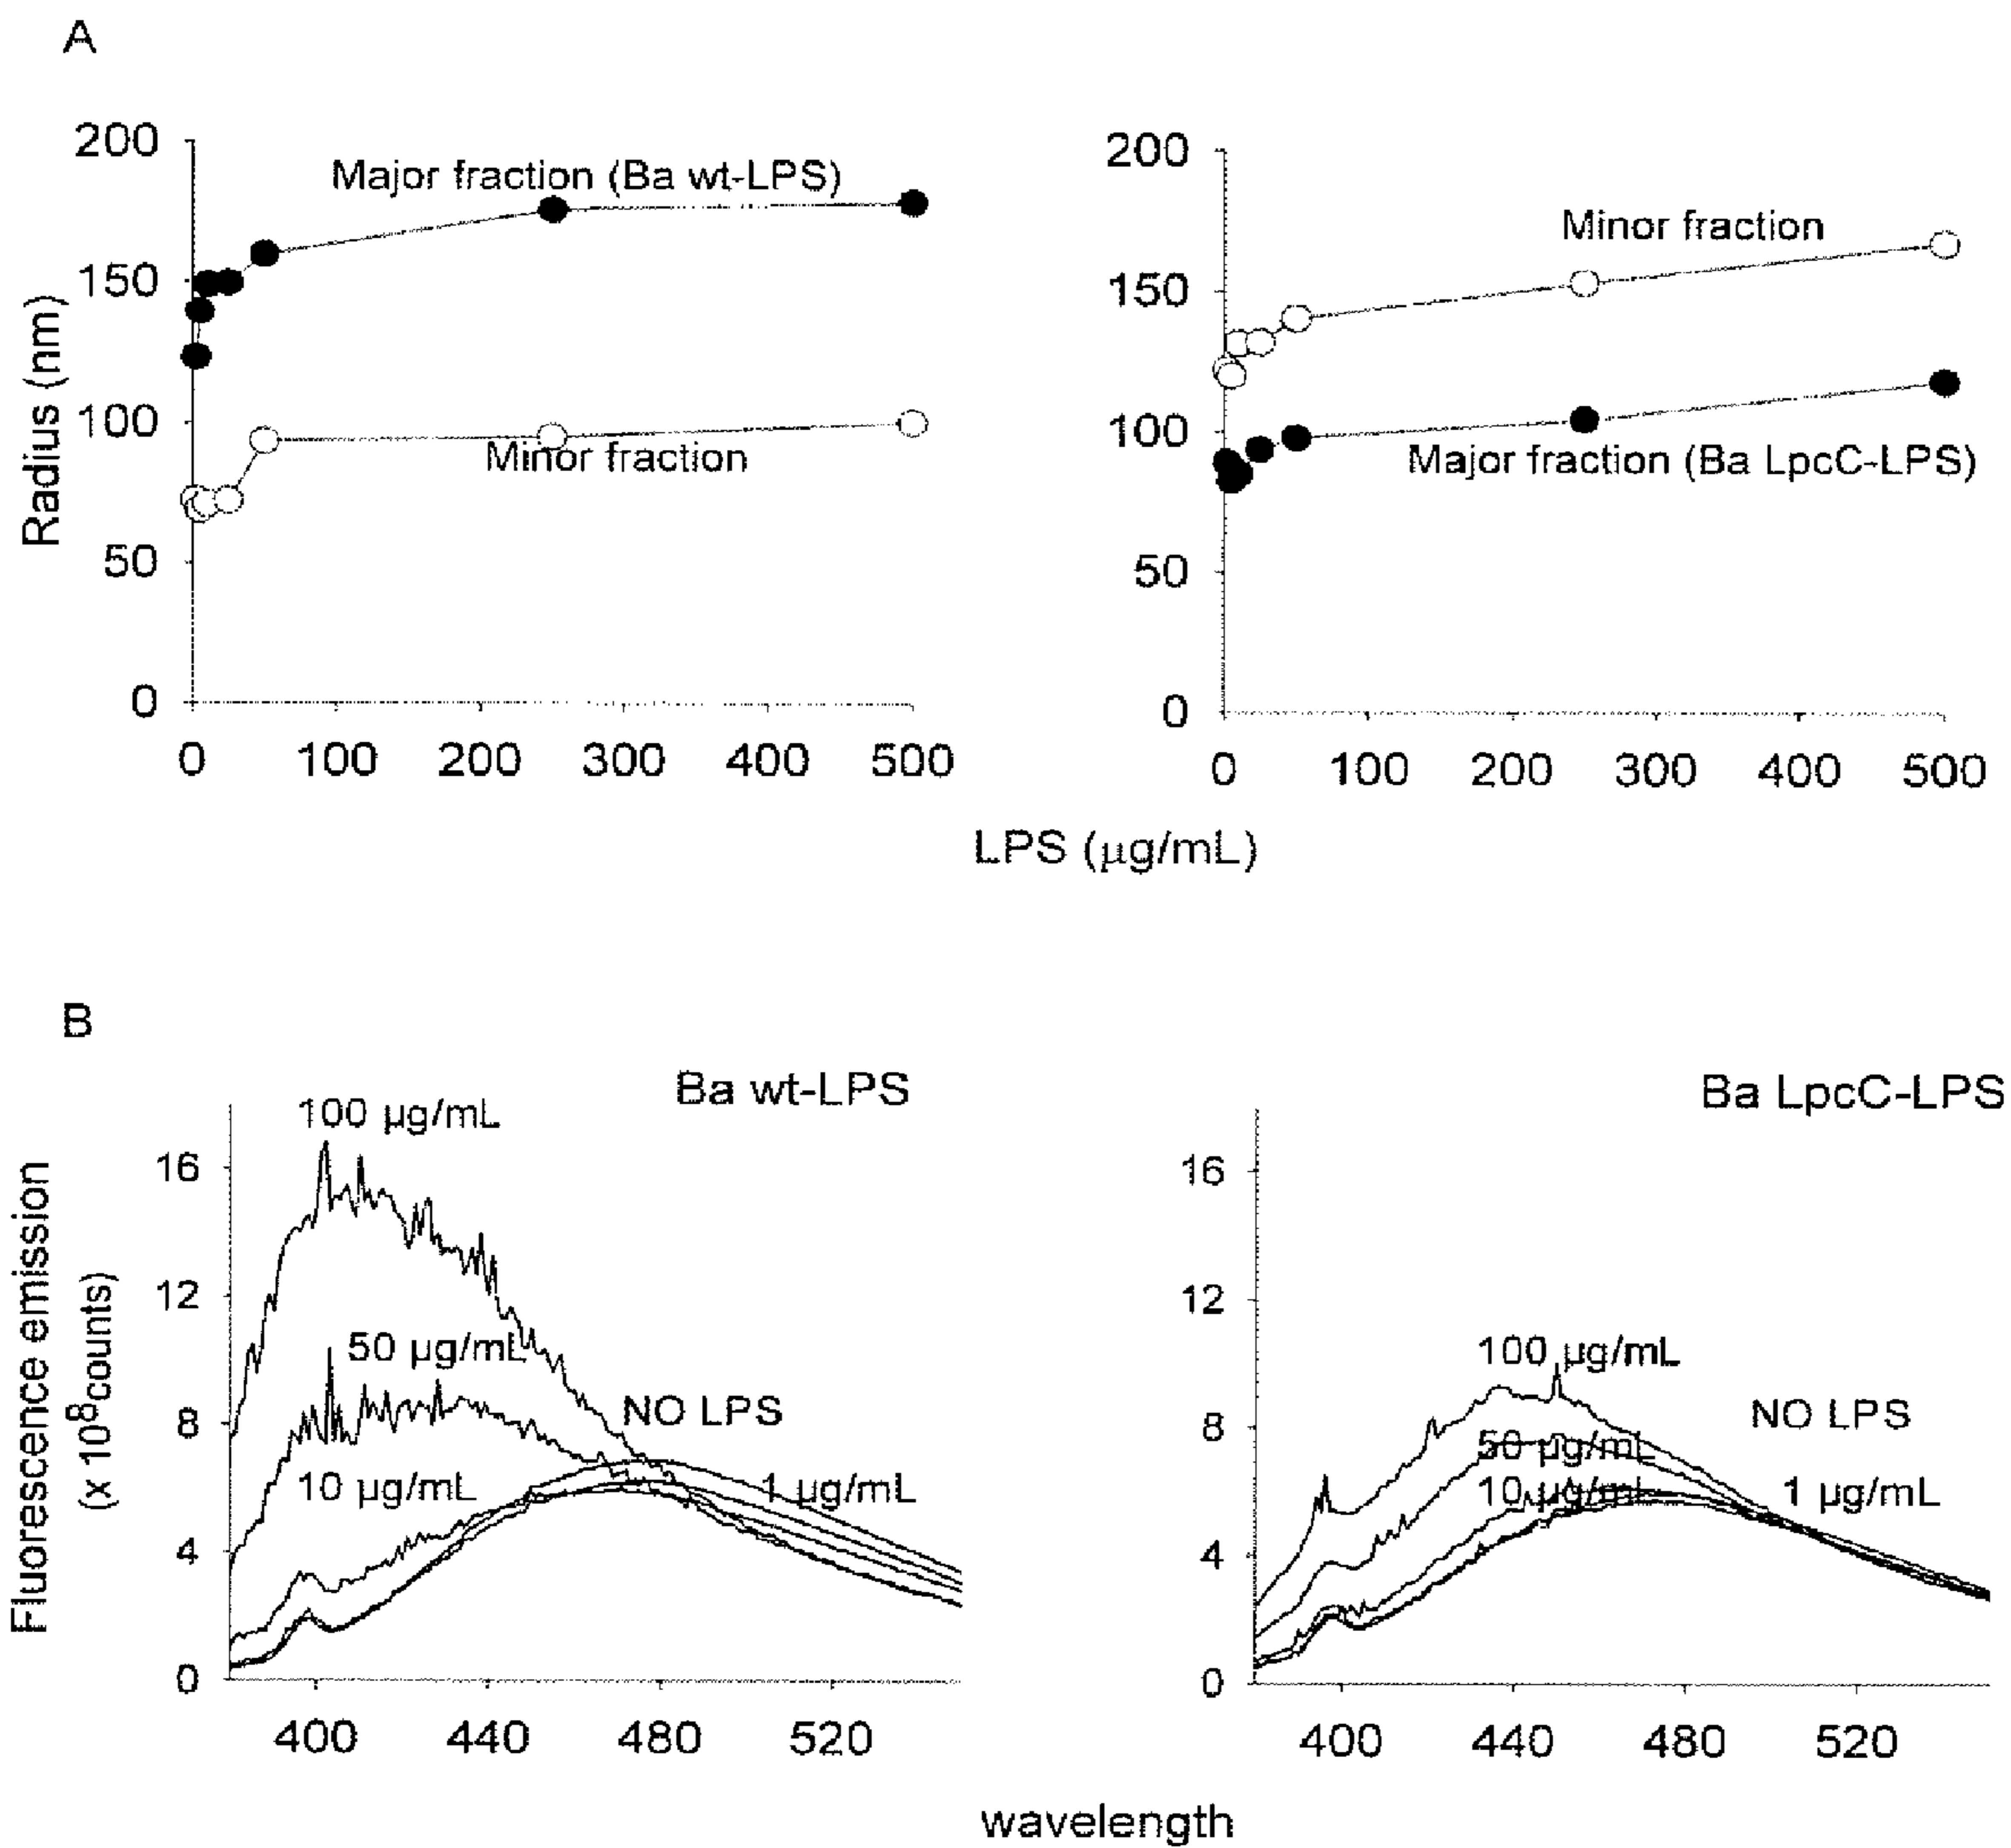 A
200
150
100
50
0
Radius (nm)
Major fraction (Ba wt-LPS)
Minor fraction
0 100 200 300 400 500
200
150
100
50
0
Minor fraction
Major fraction (Ba LpcC-LPS)
0 100 200 300 400 500
LPS (µg/mL)
B
Ba wt-LPS
Fluorescence emission
(x 10⁸counts)
16
12
8
4
0
100 µg/mL
50 µg/mL
NO LPS
10 µg/mL
1 µg/mL
400 440 480 520
Ba LpcC-LPS
16
12
8
4
0
100 µg/mL
NO LPS
50 µg/mL
10 µg/mL
1 µg/mL
400 440 480 520
wavelength